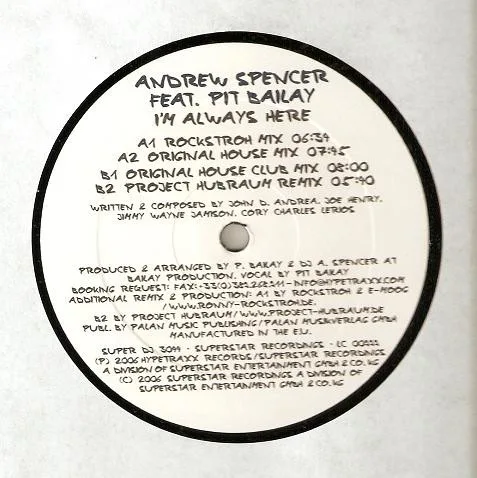 ANDREW SPENCER
FEAT. PIT BAILAY
I'M ALWAYS HERE
A1 ROCKSTROH MIX 06:34
A2 ORIGINAL HOUSE MIX 07:45
B1 ORIGINAL HOUSE CLUB MIX 08:00
B2 PROJECT HUBRAUM REMIX 05:40
WRITTEN & COMPOSED BY JOHN D. ANDREA. JOE HENRY.
JIMMY WAYNE JAMISON. CORY CHARLES LERIOS
PRODUCED & ARRANGED BY P. BAILAY & DJ A. SPENCER AT
BAILAY PRODUCTION. VOCAL BY PIT BAILAY
BOOKING REQUEST: FAX:
ADDITIONAL REMIX & PRODUCTION: A1 BY ROCKSTROH & E-MOOG
/WWW.RONNY-ROCKSTROH.DE.
B2 BY PROJECT HUBRAUM/WWW.PROJECT-HUBRAUM.DE
PUBL. BY PALAN MUSIC PUBLISHING/PALAN MUSIKVERLAG GMBH
MANUFACTURED IN THE E.U.
SUPER DJ 3099 · SUPERSTAR RECORDINGS · LC 00222
(P) 2006 HYPETRAXX RECORDS/SUPERSTAR RECORDINGS
A DIVISION OF SUPERSTAR ENTERTAINMENT GMBH & CO. KG
(C) 2006 SUPERSTAR RECORDINGS A DIVISION OF
SUPERSTAR ENTERTAINMENT GMBH & CO. KG